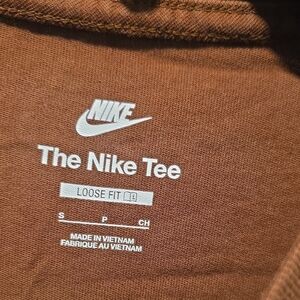 NIKE
The Nike Tee
LOOSE FIT
S P CH
MADE IN VIETNAM
FABRIQUÉ AU VIETNAM